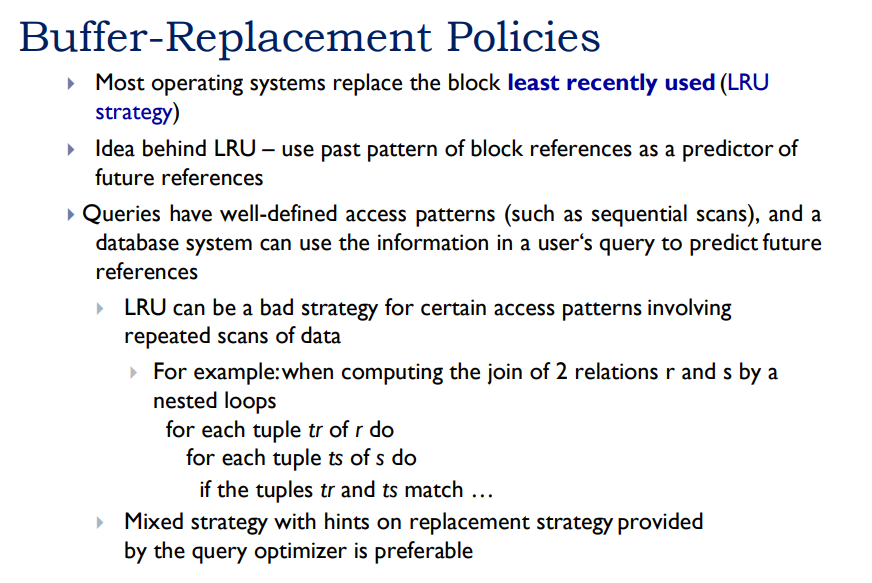 Buffer-Replacement Policies
Most operating systems replace the block least recently used (LRU
strategy)
Idea behind LRU – use past pattern of block references as a predictor of
future references
Queries have well-defined access patterns (such as sequential scans), and a
database system can use the information in a user‘s query to predict future
references
LRU can be a bad strategy for certain access patterns involving
repeated scans of data
For example: when computing the join of 2 relations r and s by a
nested loops
for each tuple tr of r do
for each tuple ts of s do
if the tuples tr and ts match …
Mixed strategy with hints on replacement strategy provided
by the query optimizer is preferable